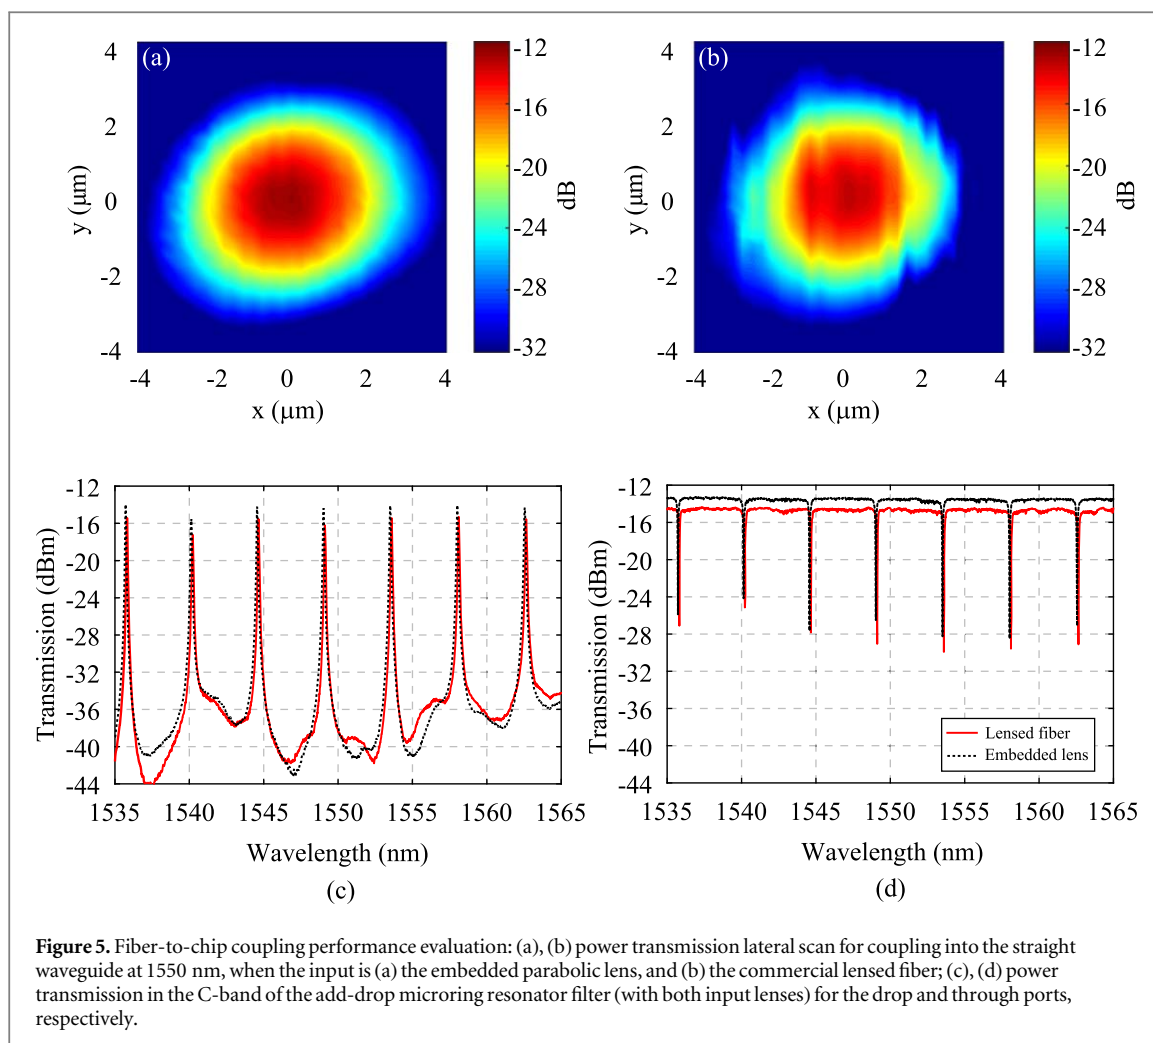 (a)
4
2
0
-2
-4
y (μm)
-4
-2
0
2
4
x (μm)
-12
-16
-20
-24
-28
-32
dB
(b)
4
2
0
-2
-4
y (μm)
-4
-2
0
2
4
x (μm)
-12
-16
-20
-24
-28
-32
dB
-12
-16
-20
-24
-28
-32
-36
-40
-44
Transmission (dBm)
1535 1540 1545 1550 1555 1560 1565
Wavelength (nm)
(c)
-12
-16
-20
-24
-28
-32
-36
-40
-44
Transmission (dBm)
Lensed fiber
Embedded lens
1535 1540 1545 1550 1555 1560 1565
Wavelength (nm)
(d)
Figure 5. Fiber-to-chip coupling performance evaluation: (a), (b) power transmission lateral scan for coupling into the straight
waveguide at 1550 nm, when the input is (a) the embedded parabolic lens, and (b) the commercial lensed fiber; (c), (d) power
transmission in the C-band of the add-drop microring resonator filter (with both input lenses) for the drop and through ports,
respectively.